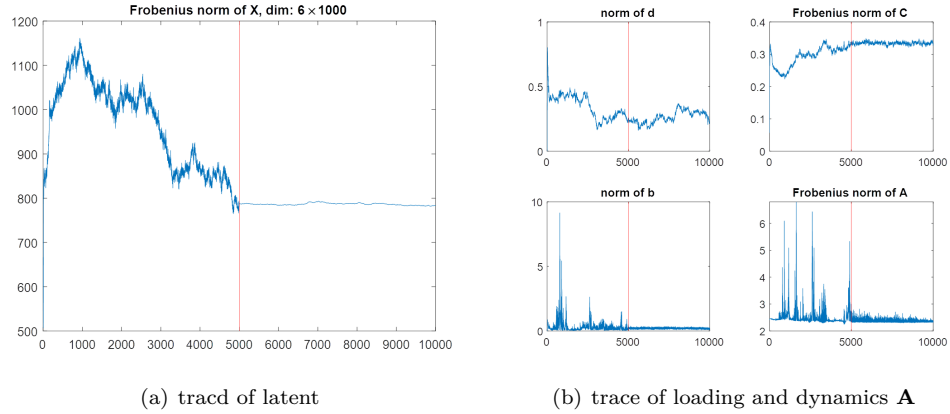 Frobenius norm of X, dim: 6×1000
1200
1100
1000
900
800
700
600
500
0 1000 2000 3000 4000 5000 6000 7000 8000 9000 10000
(a) tracd of latent
norm of d
1
0.5
0
0 5000 10000
Frobenius norm of C
0.4
0.3
0.2
0.1
0
0 5000 10000
norm of b
10
5
0
0 5000 10000
Frobenius norm of A
6
5
4
3
2
0 5000 10000
(b) trace of loading and dynamics A